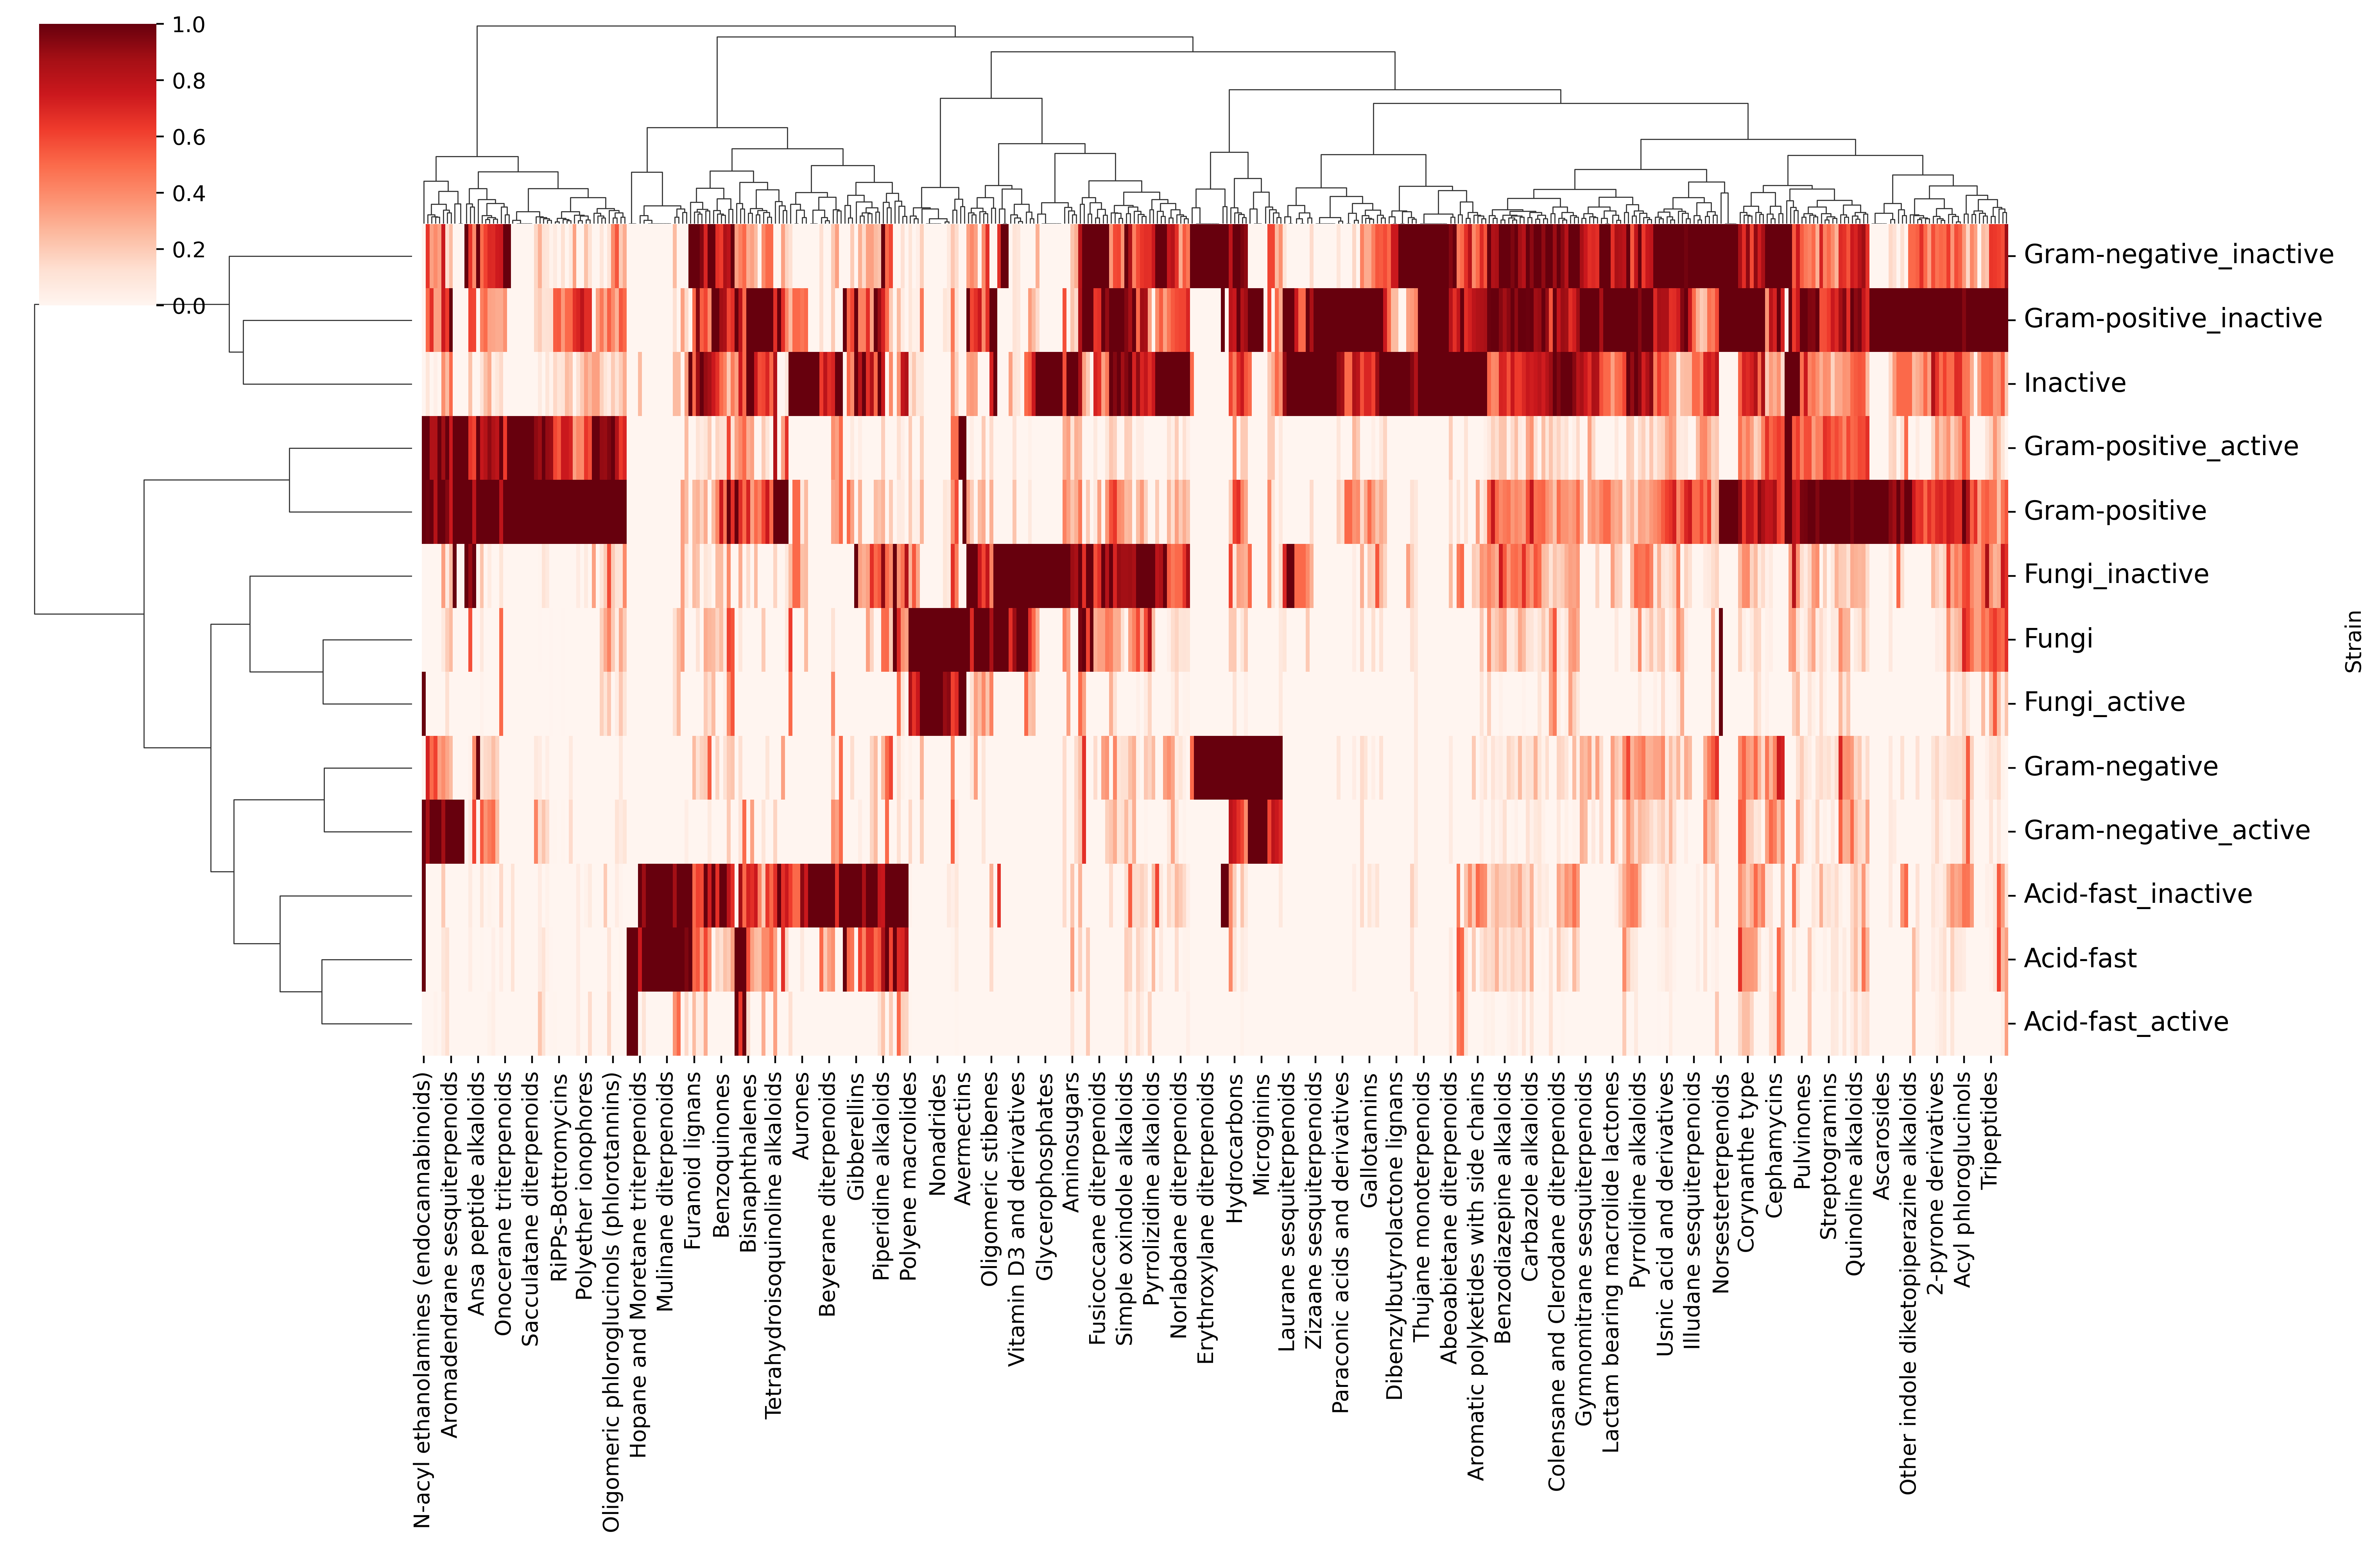 1.0
0.8
0.6
0.4
0.2
0.0
Gram-negative_inactive
Gram-positive_inactive
Inactive
Gram-positive_active
Gram-positive
Fungi_inactive
Fungi
Fungi_active
Gram-negative
Gram-negative_active
Acid-fast_inactive
Acid-fast
Acid-fast_active
Strain
N-acyl ethanolamines (endocannabinoids)
Aromadendrane sesquiterpenoids
Ansa peptide alkaloids
Onocerane triterpenoids
Sacculatane diterpenoids
RiPPs-Bottromycins
Polyether ionophores
Oligomeric phloroglucinols (phlorotannins)
Hopane and Moretane triterpenoids
Mulinane diterpenoids
Furanoid lignans
Benzoquinones
Bisnaphthalenes
Tetrahydroisoquinoline alkaloids
Aurones
Beyerane diterpenoids
Gibberellins
Piperidine alkaloids
Polyene macrolides
Nonadrides
Avermectins
Oligomeric stibenes
Vitamin D3 and derivatives
Glycerophosphates
Aminosugars
Fusicoccane diterpenoids
Simple oxindole alkaloids
Pyrrolizidine alkaloids
Norlabdane diterpenoids
Erythroxylane diterpenoids
Hydrocarbons
Microginins
Laurane sesquiterpenoids
Zizaane sesquiterpenoids
Paraconic acids and derivatives
Gallotannins
Dibenzylbutyrolactone lignans
Thujane monoterpenoids
Abeoabietane diterpenoids
Aromatic polyketides with side chains
Benzodiazepine alkaloids
Carbazole alkaloids
Colensane and Clerodane diterpenoids
Gymnomitrane sesquiterpenoids
Lactam bearing macrolide lactones
Pyrrolidine alkaloids
Usnic acid and derivatives
Illudane sesquiterpenoids
Norsesterterpenoids
Corynanthe type
Cephamycins
Pulvinones
Streptogramins
Quinoline alkaloids
Ascarosides
Other indole diketopiperazine alkaloids
2-pyrone derivatives
Acyl phloroglucinols
Tripeptides